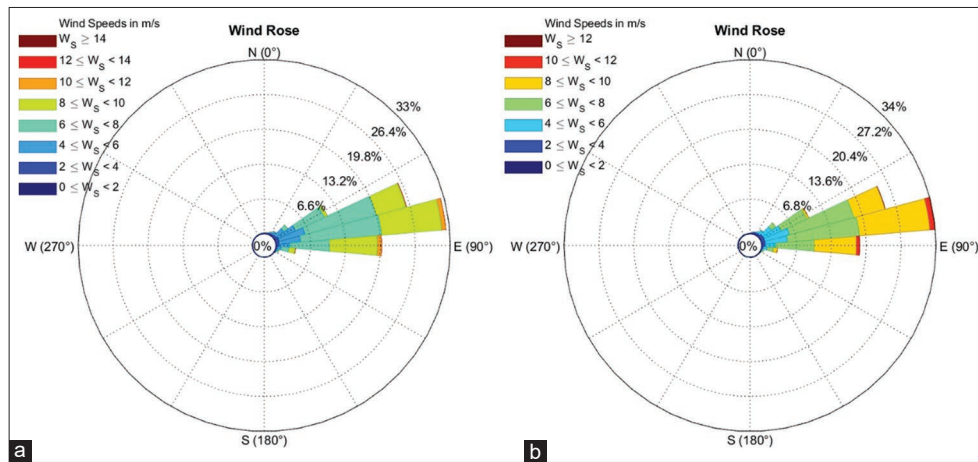 Wind Speeds in m/s
W_S ≥ 14
12 ≤ W_S < 14
10 ≤ W_S < 12
8 ≤ W_S < 10
6 ≤ W_S < 8
4 ≤ W_S < 6
2 ≤ W_S < 4
0 ≤ W_S < 2
Wind Rose
N (0°)
33%
26.4%
19.8%
13.2%
6.6%
0%
W (270°)
E (90°)
S (180°)
a
Wind Speeds in m/s
W_S ≥ 12
10 ≤ W_S < 12
8 ≤ W_S < 10
6 ≤ W_S < 8
4 ≤ W_S < 6
2 ≤ W_S < 4
0 ≤ W_S < 2
Wind Rose
N (0°)
34%
27.2%
20.4%
13.6%
6.8%
0%
W (270°)
E (90°)
S (180°)
b